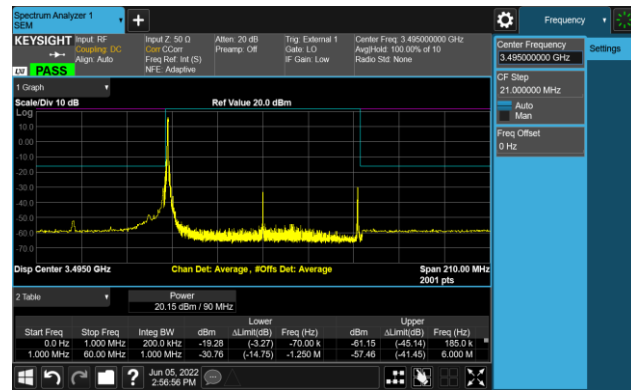 Spectrum Analyzer 1
SEM
+
Frequency
KEYSIGHT
Input: RF
Coupling: DC
Align: Auto
Input Z: 50 Ω
Corr CCorr
Freq Ref: Int (S)
NFE: Adaptive
Atten: 20 dB
Preamp: Off
Trig: External 1
Gate: LO
IF Gain: Low
Center Freq: 3.495000000 GHz
Avg|Hold: 100.00% of 10
Radio Std: None
LXI PASS
Center Frequency
3.495000000 GHz
Settings
CF Step
21.000000 MHz
Auto
Man
Freq Offset
0 Hz
1 Graph
Scale/Div 10 dB
Ref Value 20.0 dBm
Log
10.0
0.00
-10.0
-20.0
-30.0
-40.0
-50.0
-60.0
-70.0
Disp Center 3.4950 GHz
Chan Det: Average , #Offs Det: Average
Span 210.00 MHz
2001 pts
2 Table
Power
20.15 dBm / 90 MHz
Lower Upper
Start Freq Stop Freq Integ BW dBm ΔLimit(dB) Freq (Hz) dBm ΔLimit(dB) Freq (Hz)
0.0 Hz 1.000 MHz 200.0 kHz -19.28 (-3.27) -70.00 k -61.15 (-45.14) 185.0 k
1.000 MHz 60.00 MHz 1.000 MHz -30.76 (-14.75) -1.250 M -57.46 (-41.45) 6.000 M
?
Jun 05, 2022
2:56:56 PM